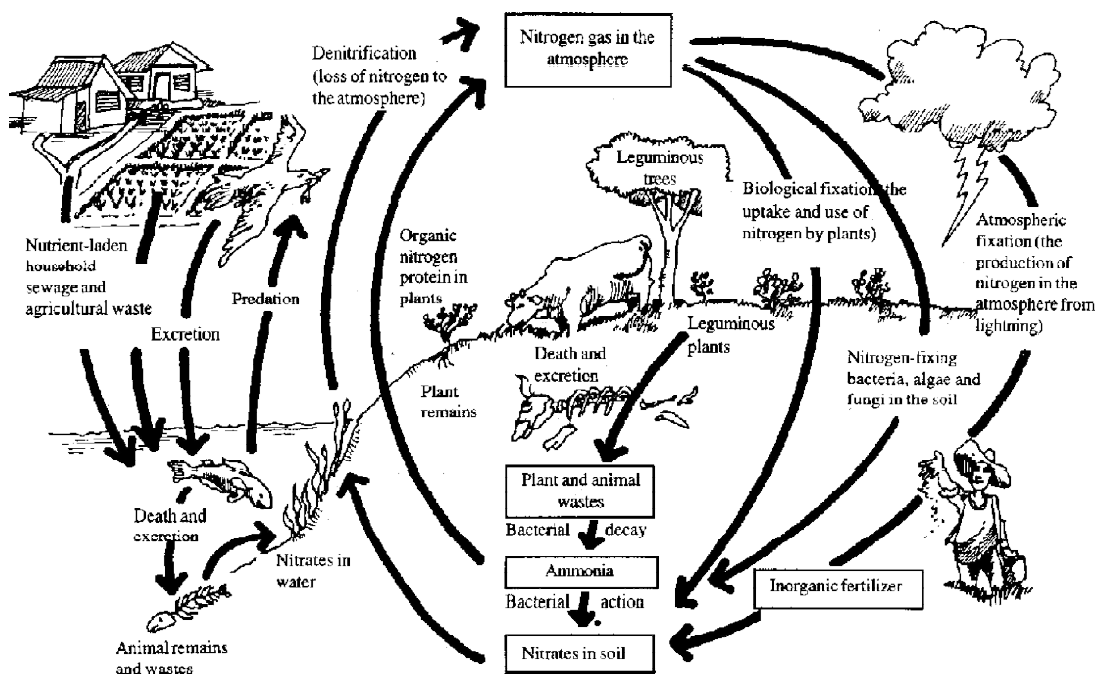 Denitrification
(loss of nitrogen to
the atmosphere)
Nitrogen gas in the
atmosphere
Leguminous
trees
Biological fixation the
uptake and use of
nitrogen by plants)
Atmospheric
fixation (the
production of
nitrogen in the
atmosphere from
lightning)
Nutrient-laden
household
sewage and
agricultural waste
Organic
nitrogen
protein in
plants
Predation
Excretion
Leguminous
plants
Death and
excretion
Plant
remains
Nitrogen-fixing
bacteria, algae and
fungi in the soil
Plant and animal
wastes
Bacterial decay
Death and
excretion
Nitrates in
water
Ammonia
Inorganic fertilizer
Bacterial action
Animal remains
and wastes
Nitrates in soil